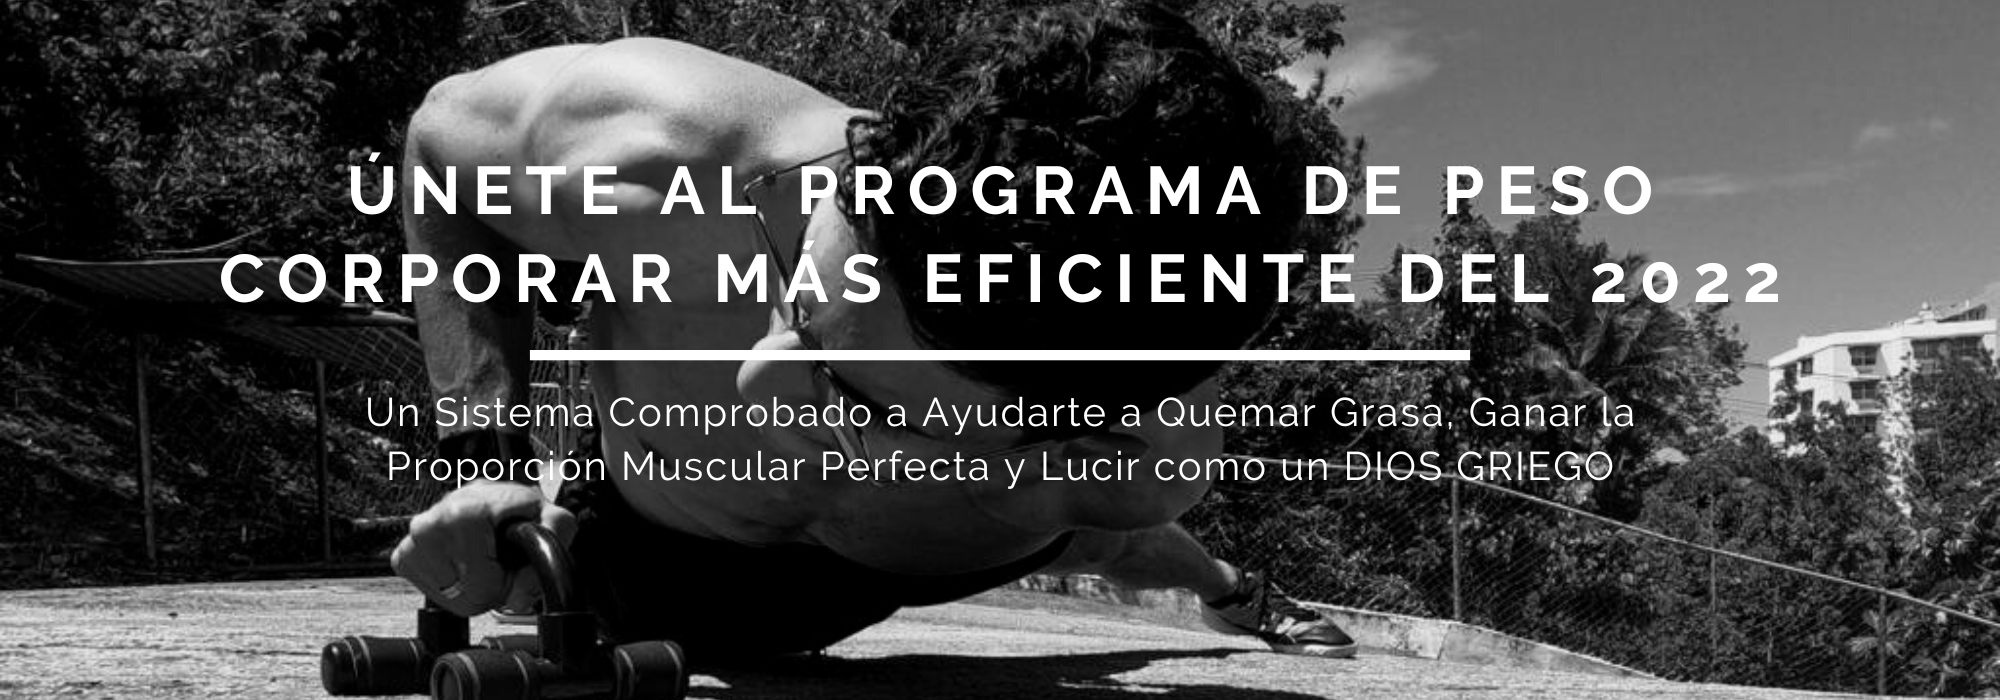 ÚNETE AL PROGRAMA DE PESO
CORPORAR MÁS EFICIENTE DEL 2022
Un Sistema Comprobado a Ayudarte a Quemar Grasa, Ganar la
Proporción Muscular Perfecta y Lucir como un DIOS GRIEGO